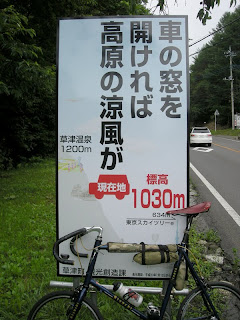 車の窓を
開ければ
高原の涼風が
草津温泉
1200m
現在地
標高
1030m
634m
東京スカイツリー